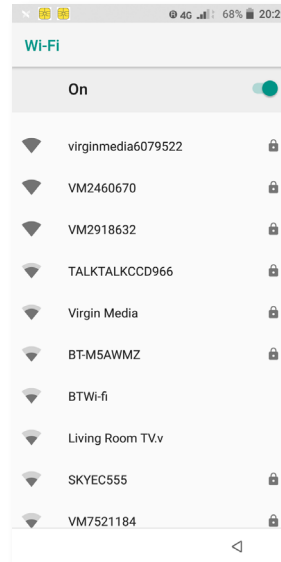 4G 68% 20:2
Wi-Fi
On
virginmedia6079522
VM2460670
VM2918632
TALKTALKCCD966
Virgin Media
BT-M5AWMZ
BTWi-fi
Living Room TV.v
SKYEC555
VM7521184